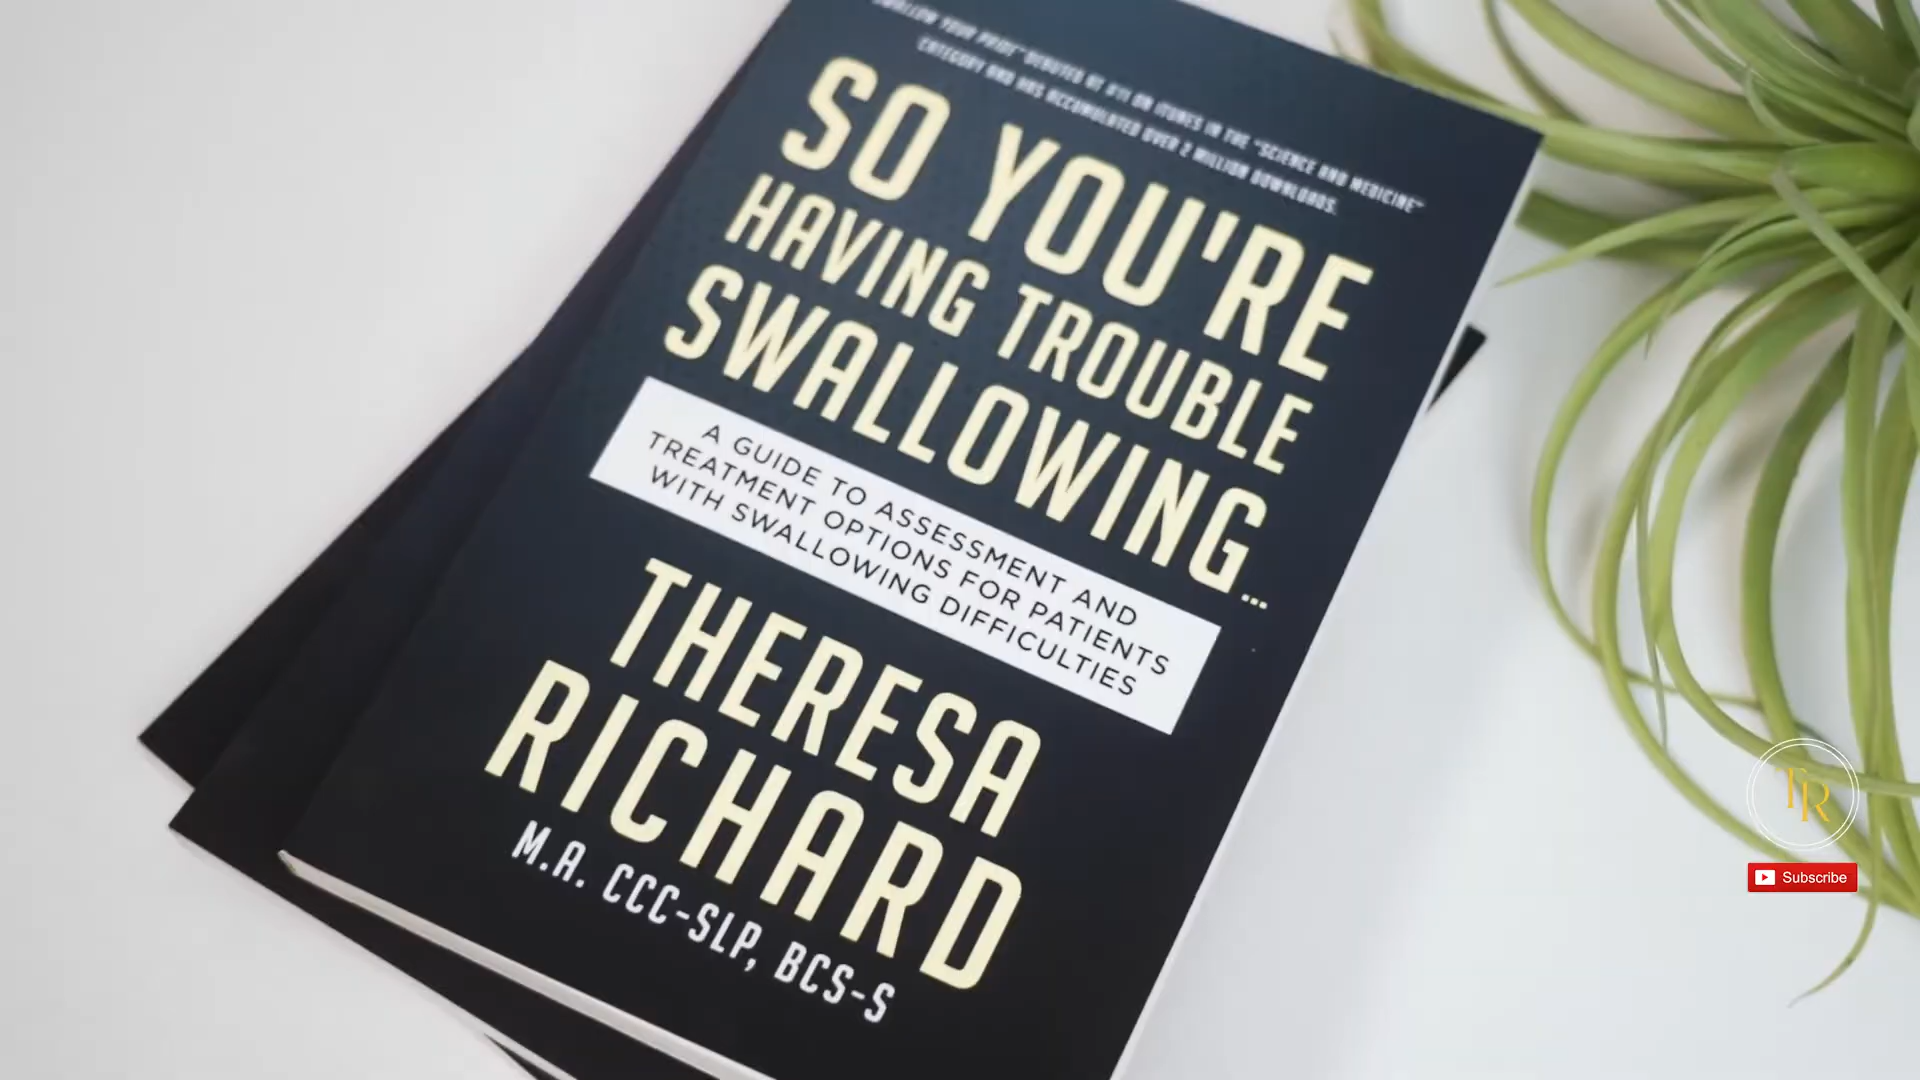 SWALLOW YOUR PRIDE" DEBUTED AT #11 ON ITUNES IN THE "SCIENCE AND MEDICINE"
CATEGORY AND HAS ACCUMULATED OVER 2 MILLION DOWNLOADS.
SO YOU'RE
HAVING TROUBLE
SWALLOWING...
A GUIDE TO ASSESSMENT AND
TREATMENT OPTIONS FOR PATIENTS
WITH SWALLOWING DIFFICULTIES
THERESA
RICHARD
M.A. CCC-SLP, BCS-S
TR
Subscribe